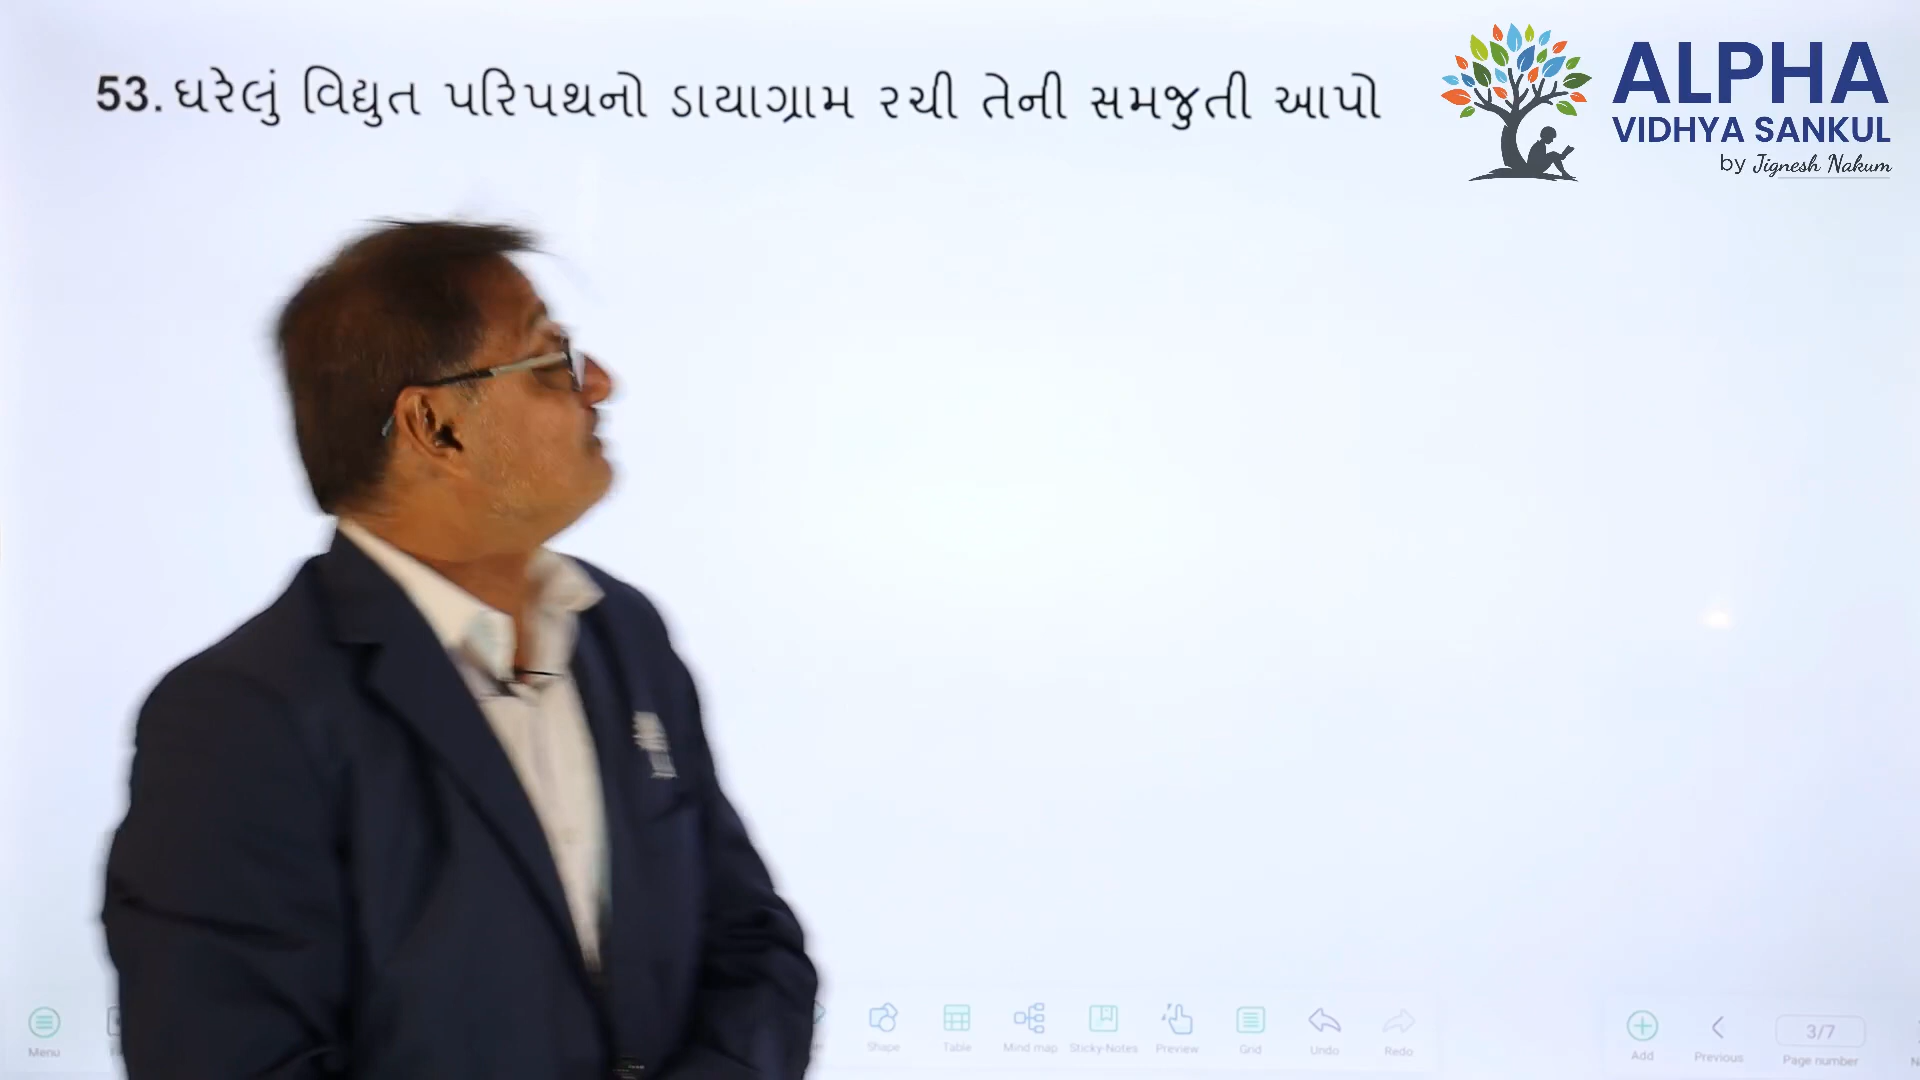 53. ઘરેલું વિદ્યુત પરિપથનો ડાયાગ્રામ રચી તેની સમજુતી આપો
ALPHA
VIDHYA SANKUL
by Jignesh Nakum
Menu
Shape
Table
Mind map
Sticky-Notes
Preview
Grid
Undo
Redo
Add
Previous
3/7
Page number